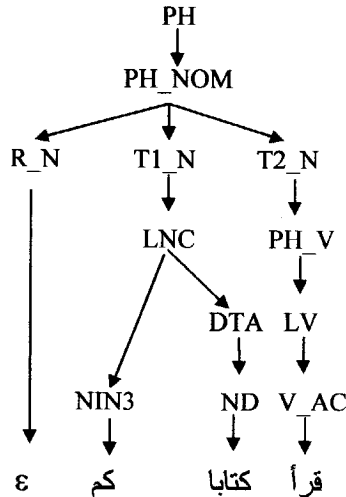 PH
PH_NOM
R_N T1_N T2_N
LNC PH_V
DTA LV
NIN3 ND V_AC
ε كم كتابا قرأ